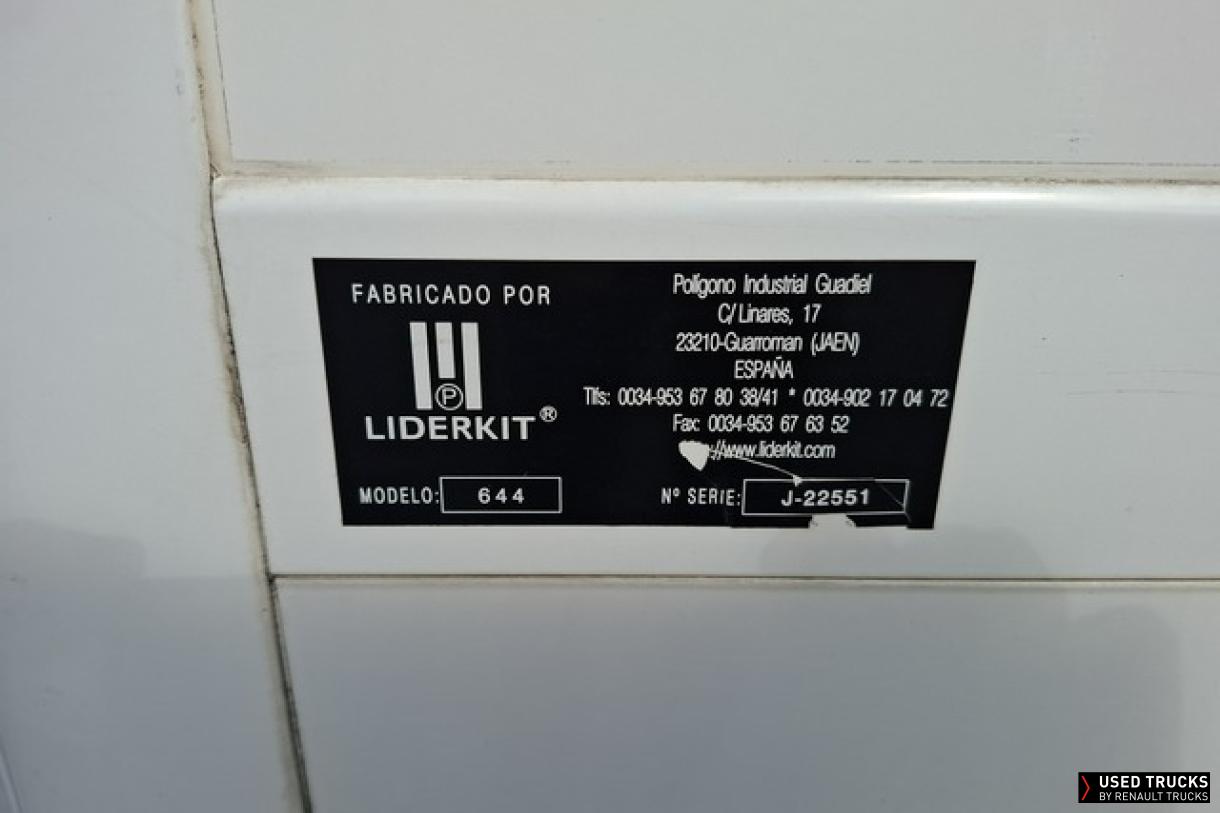 FABRICADO POR
P
LIDERKIT®
MODELO: 644
Polígono Industrial Guadiel
C/ Linares, 17
23210-Guarroman (JAEN)
ESPAÑA
Tlfs: 0034-953 67 80 38/41 * 0034-902 17 04 72
Fax: 0034-953 67 63 52
//www.liderkit.com
Nº SERIE: J-22551
USED TRUCKS
BY RENAULT TRUCKS